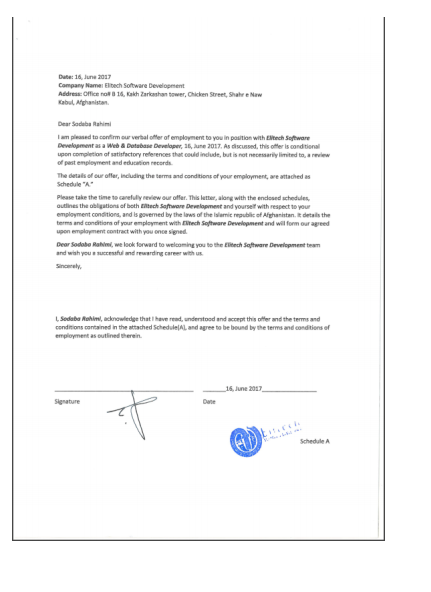 Date: 16, June 2017
Company Name: Elitech Software Development
Address: Office no# B 16, Kakh Zarkashan tower, Chicken Street, Shahr e Naw
Kabul, Afghanistan.
Dear Sodaba Rahimi
I am pleased to confirm our verbal offer of employment to you in position with Elitech Software
Development as a Web & Database Developer, 16, June 2017. As discussed, this offer is conditional
upon completion of satisfactory references that could include, but is not necessarily limited to, a review
of past employment and education records.
The details of our offer, including the terms and conditions of your employment, are attached as
Schedule "A."
Please take the time to carefully review our offer. This letter, along with the enclosed schedules,
outlines the obligations of both Elitech Software Development and yourself with respect to your
employment conditions, and is governed by the laws of the Islamic republic of Afghanistan. It details the
terms and conditions of your employment with Elitech Software Development and will form our agreed
upon employment contract with you once signed.
Dear Sodaba Rahimi, we look forward to welcoming you to the Elitech Software Development team
and wish you a successful and rewarding career with us.
Sincerely,
I, Sodaba Rahimi, acknowledge that I have read, understood and accept this offer and the terms and
conditions contained in the attached Schedule(A), and agree to be bound by the terms and conditions of
employment as outlined therein.
16, June 2017
Signature Date
Elitech
Schedule A